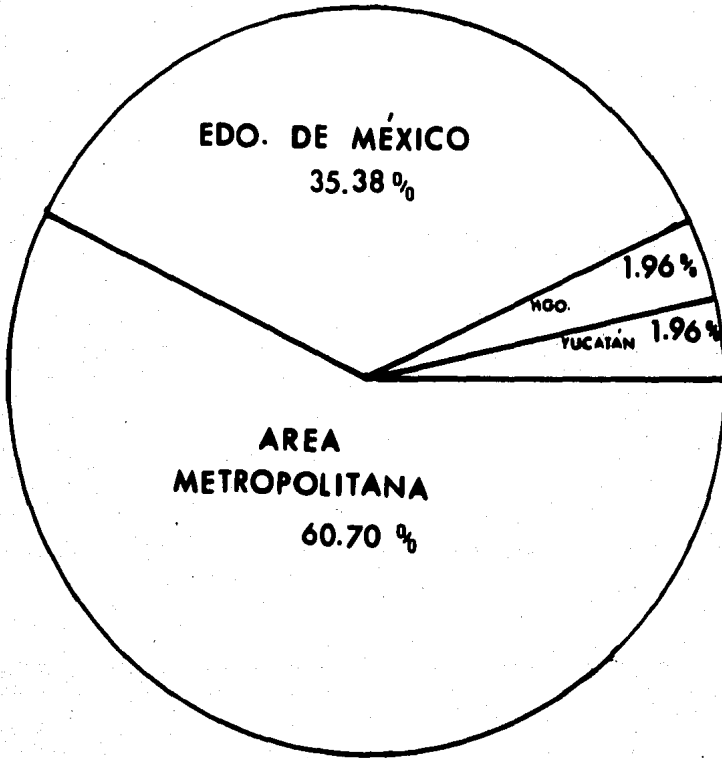 EDO. DE MÉXICO
35.38 %
1.96 %
HGO.
YUCATÁN 1.96 %
AREA
METROPOLITANA
60.70 %